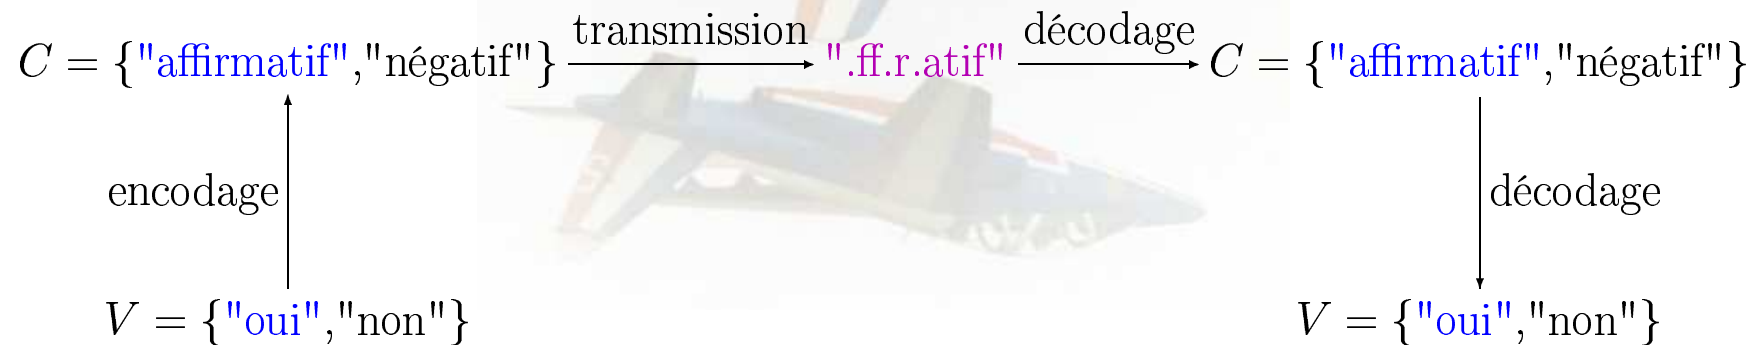 C = {"affirmatif","négatif"} transmission ".ff.r.atif" décodage C = {"affirmatif","négatif"}
encodage décodage
V = {"oui","non"} V = {"oui","non"}